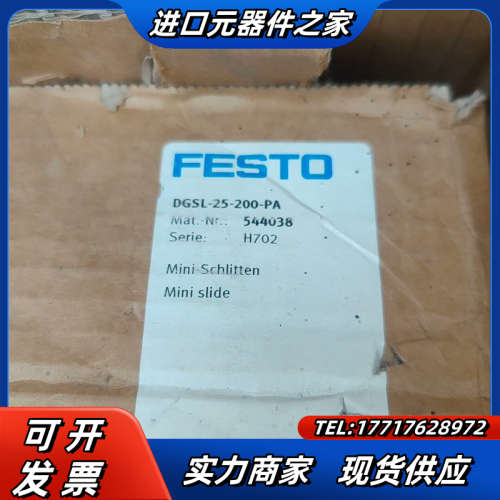 进口元器件之家
FESTO
DGSL-25-200-PA
Mat.-Nr.: 544038
Serie: H702
Mini-Schlitten
Mini slide
TEL:17717628972
可开
发票
实力商家 现货供应